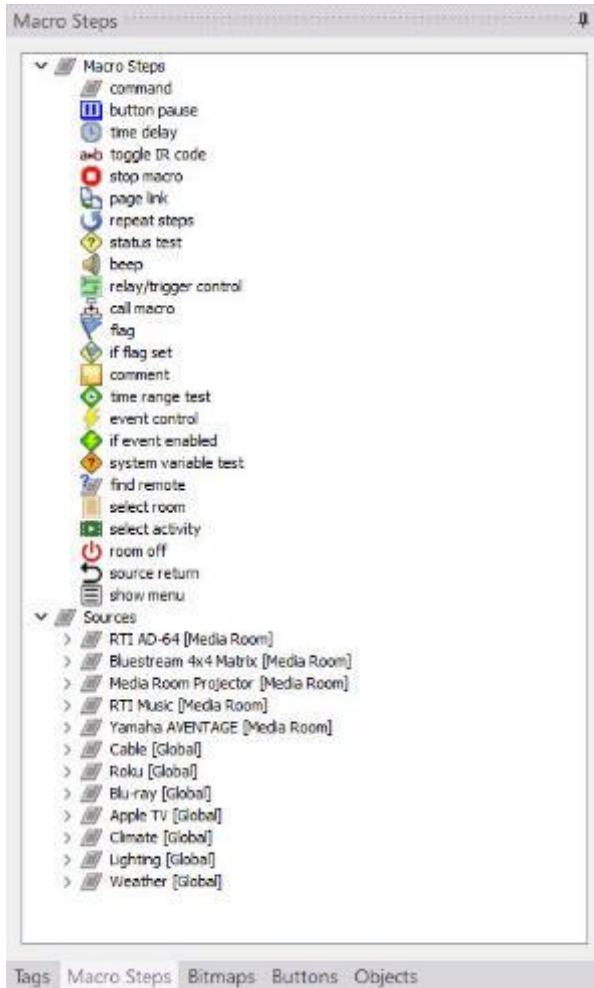 Macro Steps
Macro Steps
command
button pause
time delay
a=b toggle IR code
stop macro
page link
repeat steps
status test
beep
relay/trigger control
call macro
flag
if flag set
comment
time range test
event control
if event enabled
system variable test
find remote
select room
select activity
room off
source return
show menu
Sources
RTI AD-64 [Media Room]
Bluestream 4x4 Matrix [Media Room]
Media Room Projector [Media Room]
RTI Music [Media Room]
Yamaha AVENTAGE [Media Room]
Cable [Global]
Roku [Global]
Blu-ray [Global]
Apple TV [Global]
Climate [Global]
Lighting [Global]
Weather [Global]
Tags Macro Steps Bitmaps Buttons Objects